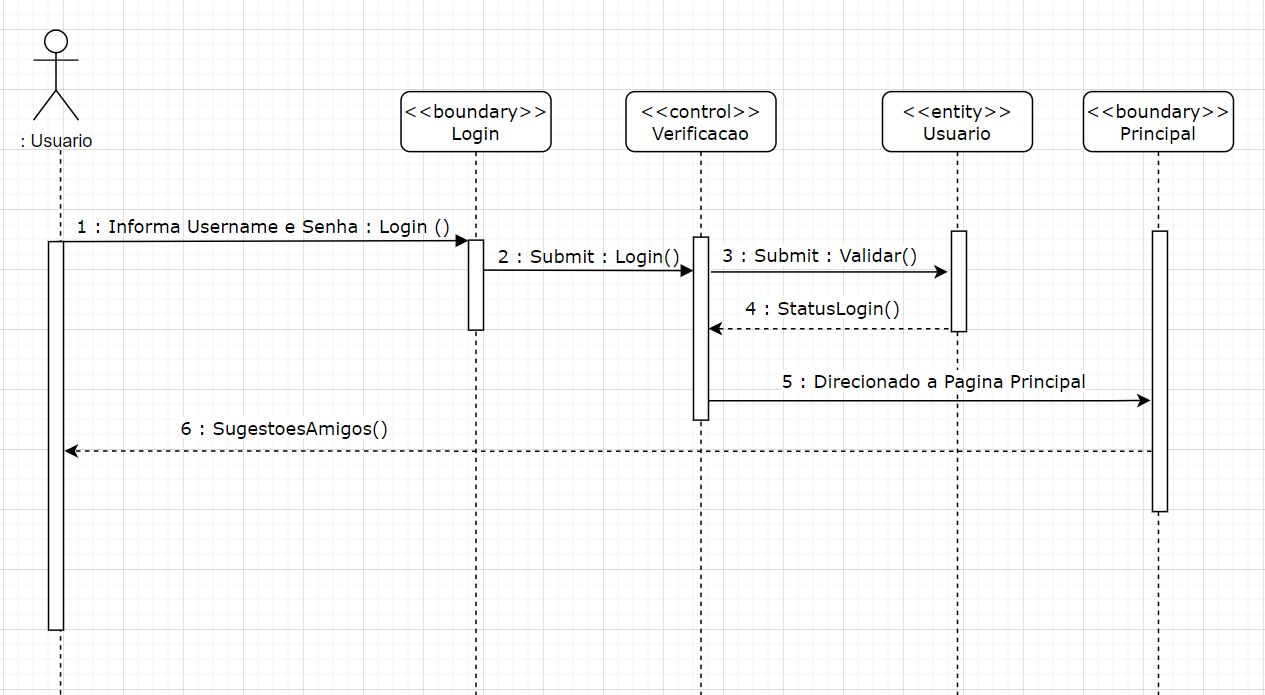 : Usuario
<<boundary>>
Login
<<control>>
Verificacao
<<entity>>
Usuario
<<boundary>>
Principal
1 : Informa Username e Senha : Login ()
2 : Submit : Login()
3 : Submit : Validar()
4 : StatusLogin()
5 : Direcionado a Pagina Principal
6 : SugestoesAmigos()